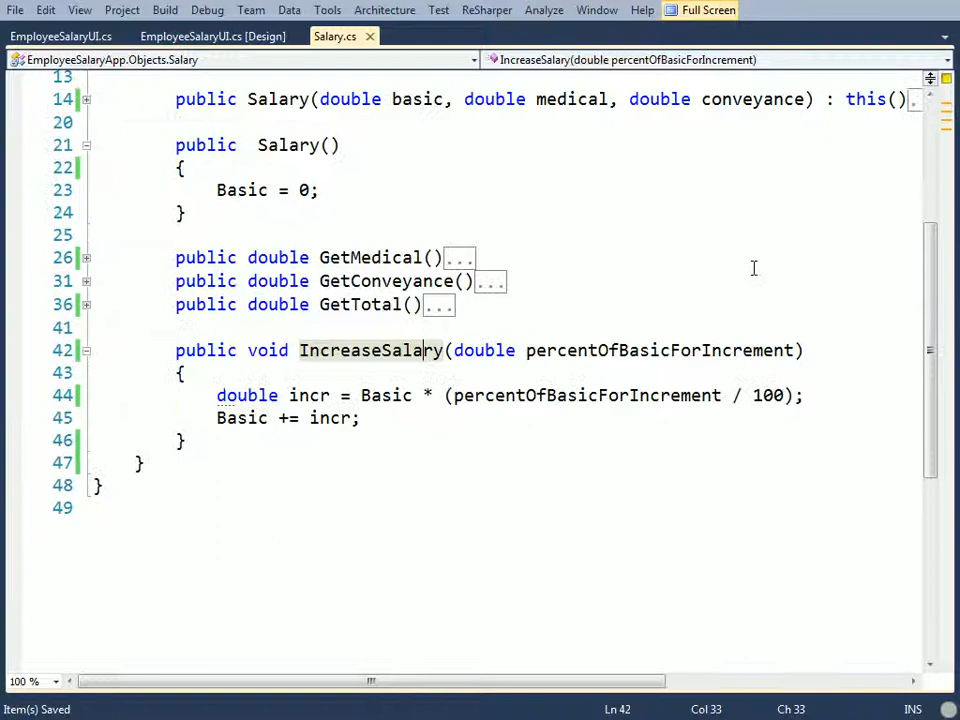 File Edit View Project Build Debug Team Data Tools Architecture Test ReSharper Analyze Window Help Full Screen
EmployeeSalaryUI.cs EmployeeSalaryUI.cs [Design] Salary.cs
EmployeeSalaryApp.Objects.Salary IncreaseSalary(double percentOfBasicForIncrement)
13
14 public Salary(double basic, double medical, double conveyance) : this()
20
21 public  Salary()
22 {
23 Basic = 0;
24 }
25
26 public double GetMedical()...
31 public double GetConveyance()...
36 public double GetTotal()...
41
42 public void IncreaseSalary(double percentOfBasicForIncrement)
43 {
44 double incr = Basic * (percentOfBasicForIncrement / 100);
45 Basic += incr;
46 }
47 }
48 }
49
100 %
Item(s) Saved Ln 42 Col 33 Ch 33 INS